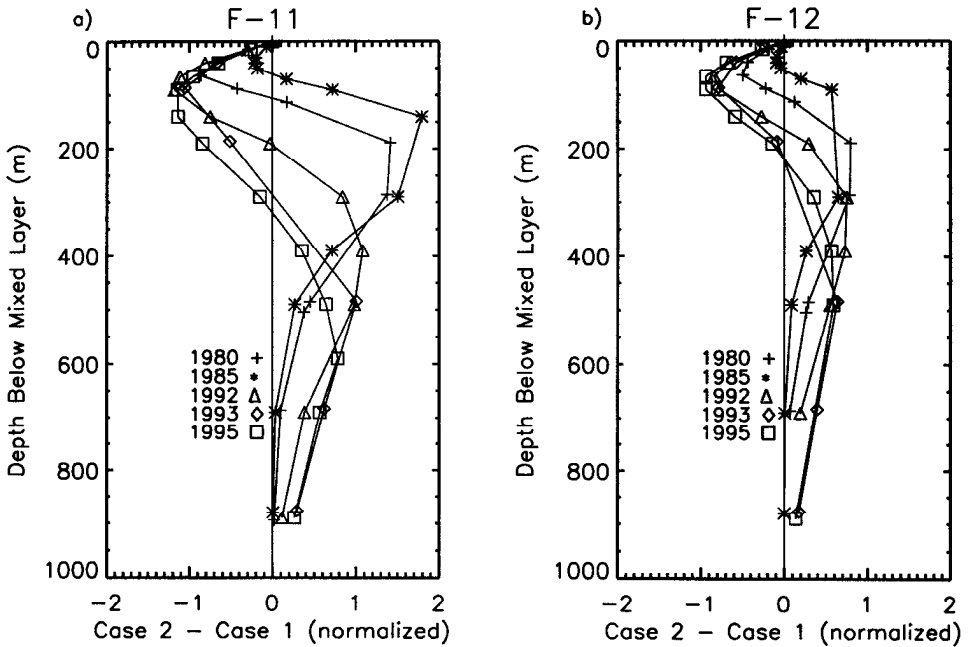 a)
F-11
0
200
400
600
800
1000
Depth Below Mixed Layer (m)
1980 +
1985 *
1992 △
1993 ◇
1995 □
-2 -1 0 1 2
Case 2 - Case 1 (normalized)
b)
F-12
0
200
400
600
800
1000
Depth Below Mixed Layer (m)
1980 +
1985 *
1992 △
1993 ◇
1995 □
-2 -1 0 1 2
Case 2 - Case 1 (normalized)